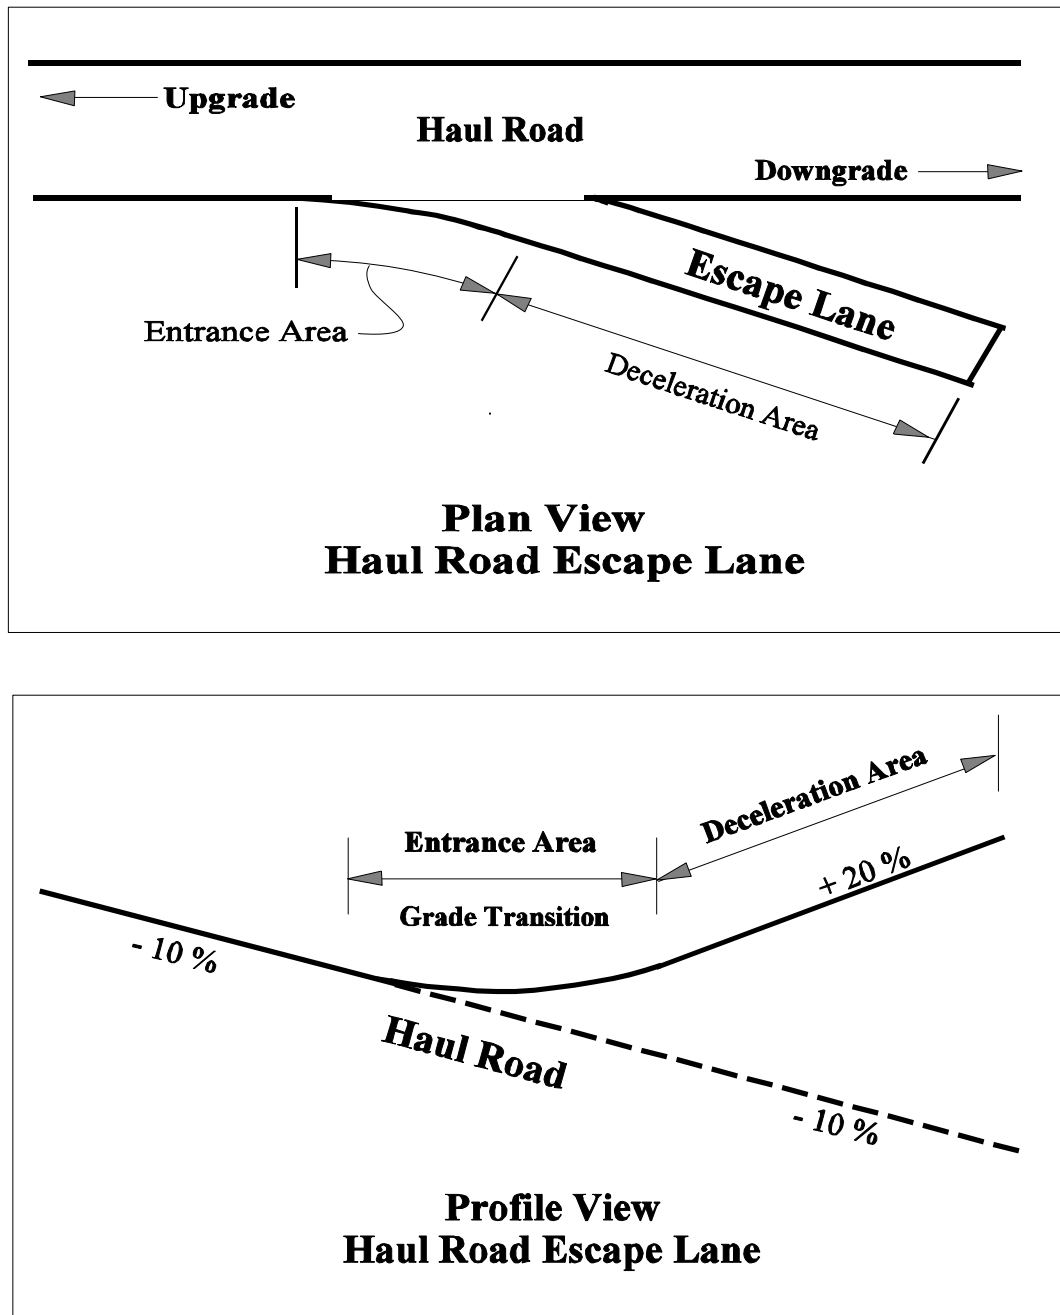 Upgrade
Haul Road
Downgrade
Escape Lane
Entrance Area
Deceleration Area
Plan View
Haul Road Escape Lane
Deceleration Area
Entrance Area
+ 20 %
Grade Transition
- 10 %
Haul Road
- 10 %
Profile View
Haul Road Escape Lane